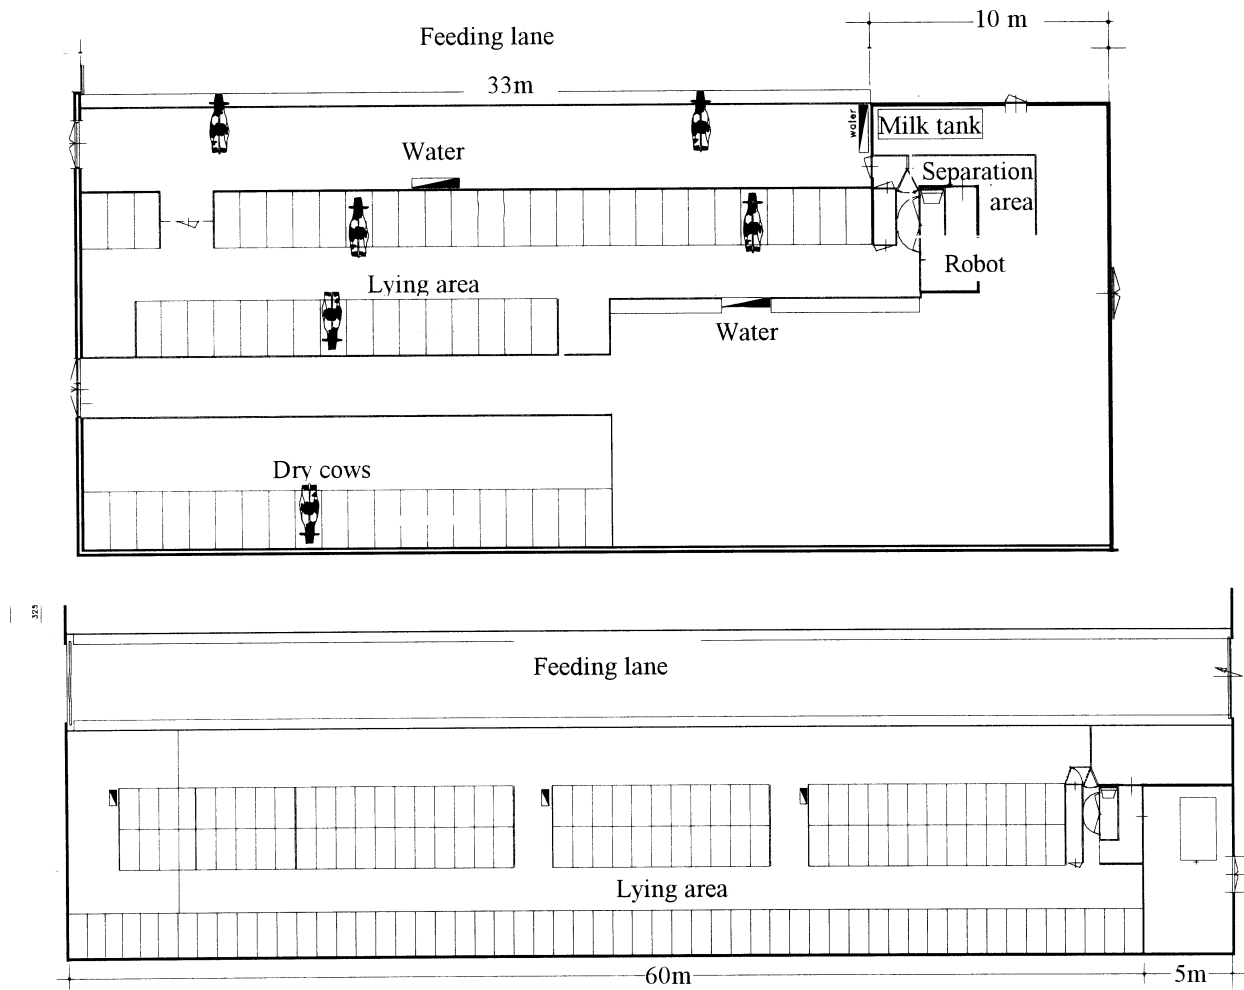 10 m
Feeding lane
33m
water
Milk tank
Water
Separation
area
Robot
Lying area
Water
Dry cows
325
Feeding lane
Lying area
60m
5m